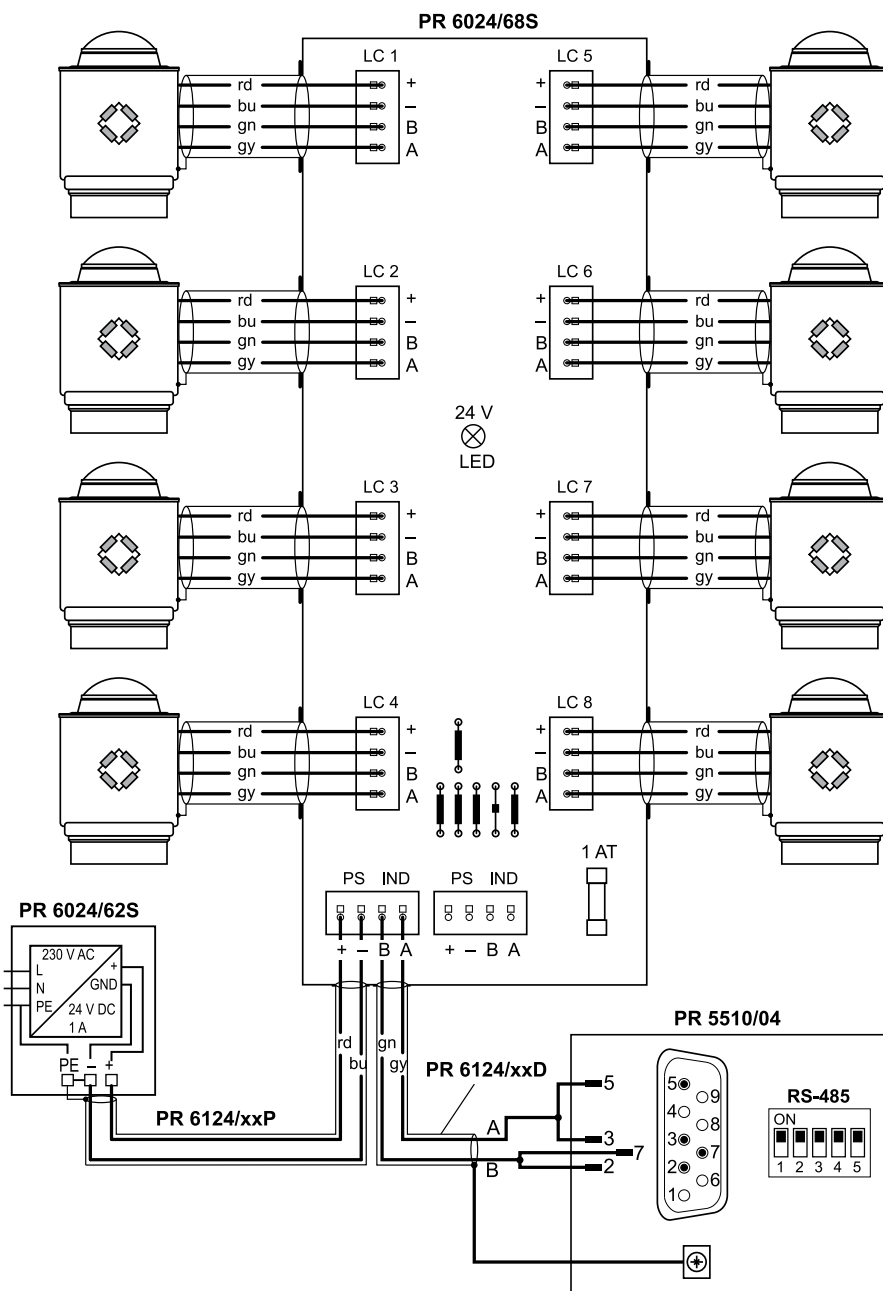 PR 6024/68S
LC 1
+
–
B
A
rd
bu
gn
gy
LC 5
+
–
B
A
rd
bu
gn
gy
LC 2
+
–
B
A
rd
bu
gn
gy
LC 6
+
–
B
A
rd
bu
gn
gy
24 V
LED
LC 3
+
–
B
A
rd
bu
gn
gy
LC 7
+
–
B
A
rd
bu
gn
gy
LC 4
+
–
B
A
rd
bu
gn
gy
LC 8
+
–
B
A
rd
bu
gn
gy
1 AT
PS IND
+ – B A
PS IND
+ – B A
PR 6024/62S
230 V AC
L
N
PE
+
GND
24 V DC
1 A
PE – +
rd
bu
gn
gy
PR 6124/xxP
PR 6124/xxD
A
B
PR 5510/04
5
3
7
2
5
9
4
8
3
7
2
6
1
RS-485
ON
1 2 3 4 5